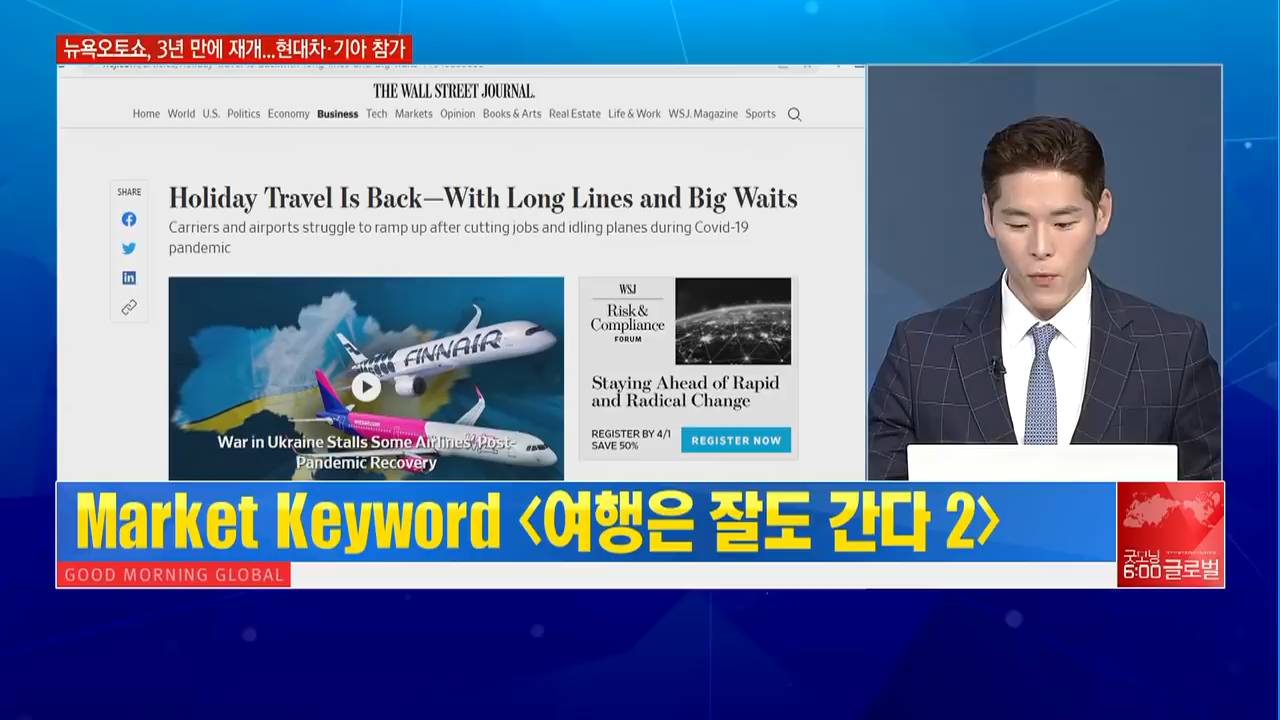 뉴욕오토쇼, 3년 만에 재개...현대차·기아 참가
THE WALL STREET JOURNAL.
Home World U.S. Politics Economy Business Tech Markets Opinion Books & Arts Real Estate Life & Work WSJ. Magazine Sports
SHARE
Holiday Travel Is Back—With Long Lines and Big Waits
Carriers and airports struggle to ramp up after cutting jobs and idling planes during Covid-19
pandemic
FINNAIR
wizzair.com
War in Ukraine Stalls Some Airlines' Post-
Pandemic Recovery
WSJ
Risk &
Compliance
FORUM
Staying Ahead of Rapid
and Radical Change
REGISTER BY 4/1
SAVE 50%
REGISTER NOW
Market Keyword <여행은 잘도 간다 2>
GOOD MORNING GLOBAL
굿모닝
6:00 글로벌